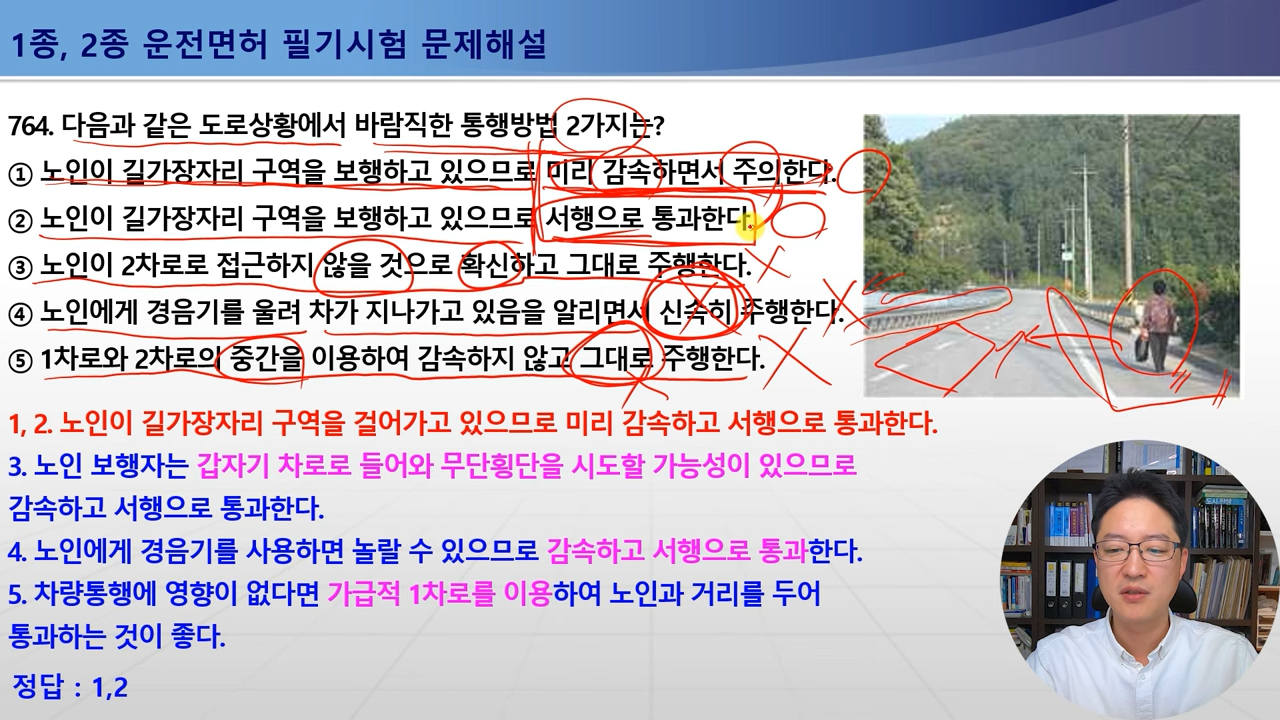 1종, 2종 운전면허 필기시험 문제해설
764. 다음과 같은 도로상황에서 바람직한 통행방법 2가지는?
① 노인이 길가장자리 구역을 보행하고 있으므로 미리 감속하면서 주의한다.
② 노인이 길가장자리 구역을 보행하고 있으므로 서행으로 통과한다.
③ 노인이 2차로로 접근하지 않을 것으로 확신하고 그대로 주행한다.
④ 노인에게 경음기를 울려 차가 지나가고 있음을 알리면서 신속히 주행한다.
⑤ 1차로와 2차로의 중간을 이용하여 감속하지 않고 그대로 주행한다.
1, 2. 노인이 길가장자리 구역을 걸어가고 있으므로 미리 감속하고 서행으로 통과한다.
3. 노인 보행자는 갑자기 차로로 들어와 무단횡단을 시도할 가능성이 있으므로
감속하고 서행으로 통과한다.
4. 노인에게 경음기를 사용하면 놀랄 수 있으므로 감속하고 서행으로 통과한다.
5. 차량통행에 영향이 없다면 가급적 1차로를 이용하여 노인과 거리를 두어
통과하는 것이 좋다.
정답 : 1,2